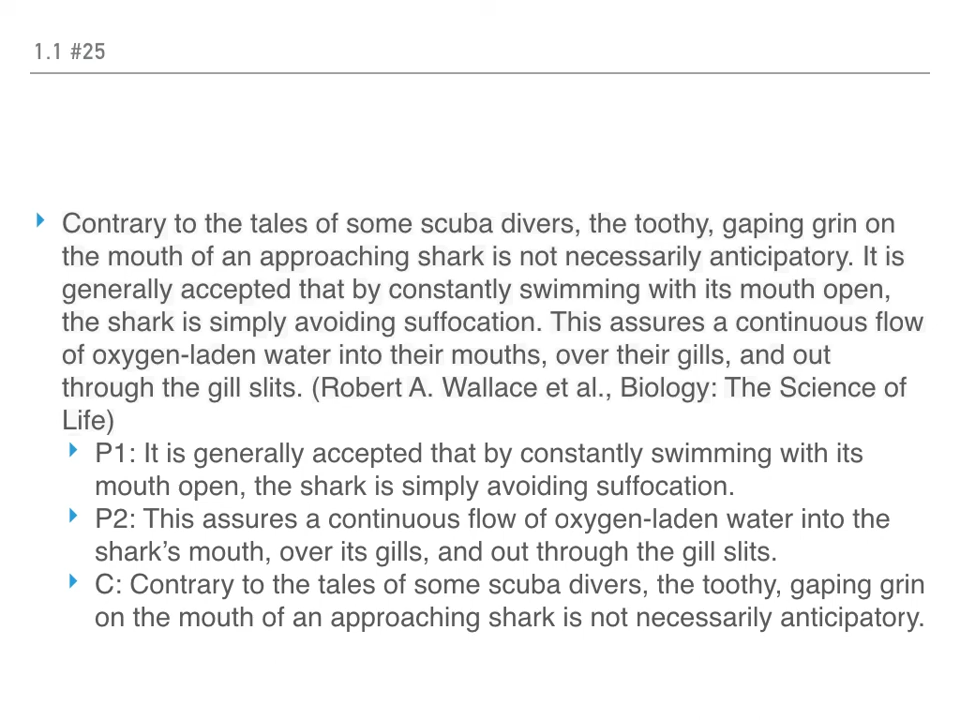 1.1 #25
Contrary to the tales of some scuba divers, the toothy, gaping grin on
the mouth of an approaching shark is not necessarily anticipatory. It is
generally accepted that by constantly swimming with its mouth open,
the shark is simply avoiding suffocation. This assures a continuous flow
of oxygen-laden water into their mouths, over their gills, and out
through the gill slits. (Robert A. Wallace et al., Biology: The Science of
Life)
P1: It is generally accepted that by constantly swimming with its
mouth open, the shark is simply avoiding suffocation.
P2: This assures a continuous flow of oxygen-laden water into the
shark’s mouth, over its gills, and out through the gill slits.
C: Contrary to the tales of some scuba divers, the toothy, gaping grin
on the mouth of an approaching shark is not necessarily anticipatory.